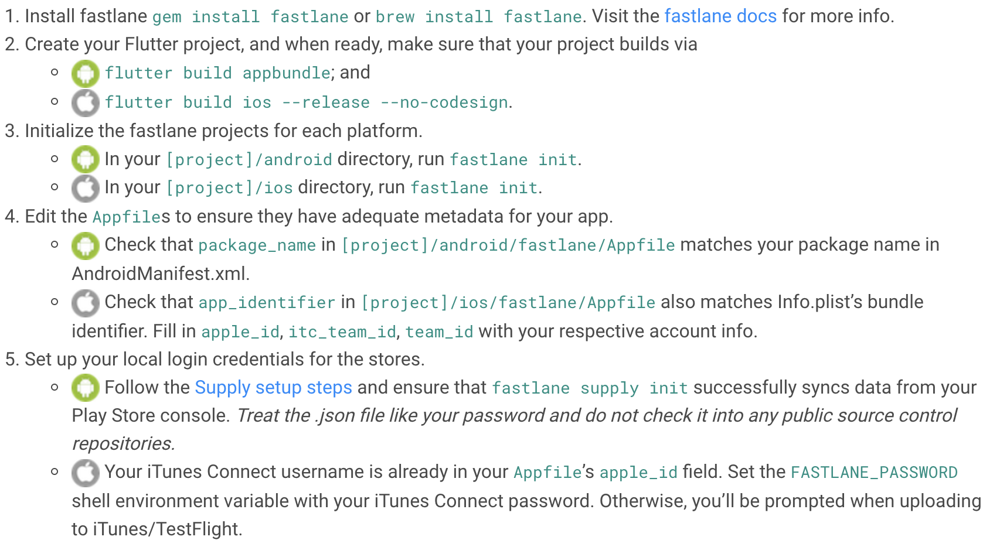 1. Install fastlane gem install fastlane or brew install fastlane. Visit the fastlane docs for more info.
2. Create your Flutter project, and when ready, make sure that your project builds via
flutter build appbundle; and
flutter build ios --release --no-codesign.
3. Initialize the fastlane projects for each platform.
In your [project]/android directory, run fastlane init.
In your [project]/ios directory, run fastlane init.
4. Edit the Appfiles to ensure they have adequate metadata for your app.
Check that package_name in [project]/android/fastlane/Appfile matches your package name in
AndroidManifest.xml.
Check that app_identifier in [project]/ios/fastlane/Appfile also matches Info.plist’s bundle
identifier. Fill in apple_id, itc_team_id, team_id with your respective account info.
5. Set up your local login credentials for the stores.
Follow the Supply setup steps and ensure that fastlane supply init successfully syncs data from your
Play Store console. Treat the .json file like your password and do not check it into any public source control
repositories.
Your iTunes Connect username is already in your Appfile’s apple_id field. Set the FASTLANE_PASSWORD
shell environment variable with your iTunes Connect password. Otherwise, you’ll be prompted when uploading
to iTunes/TestFlight.